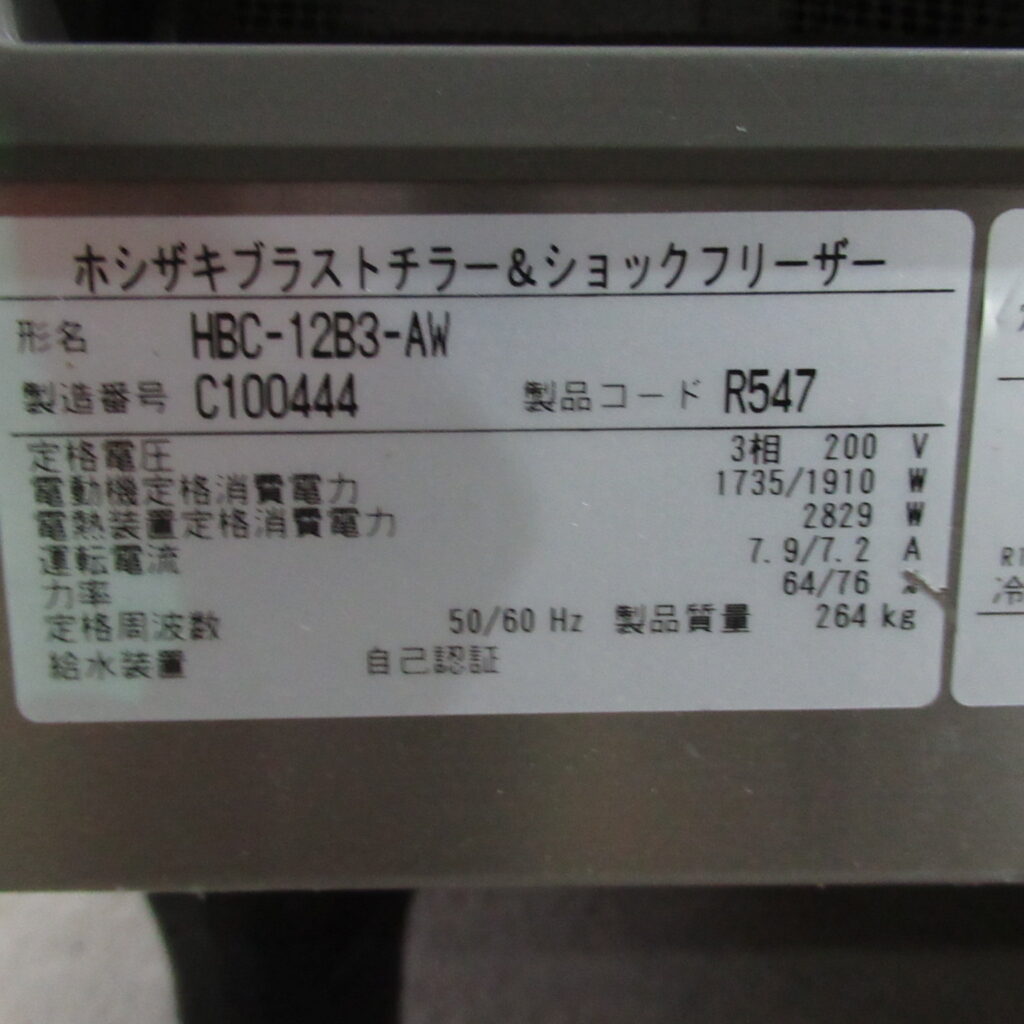 ホシザキブラストチラー&ショックフリーザー
形名 HBC-12B3-AW
製造番号 C100444 製品コード R547
定格電圧 3相 200 V
電動機定格消費電力 1735/1910 W
電熱装置定格消費電力 2829 W
運転電流 7.9/7.2 A
力率 64/76 %
定格周波数 50/60 Hz 製品質量 264 kg
給水装置 自己認証
冷